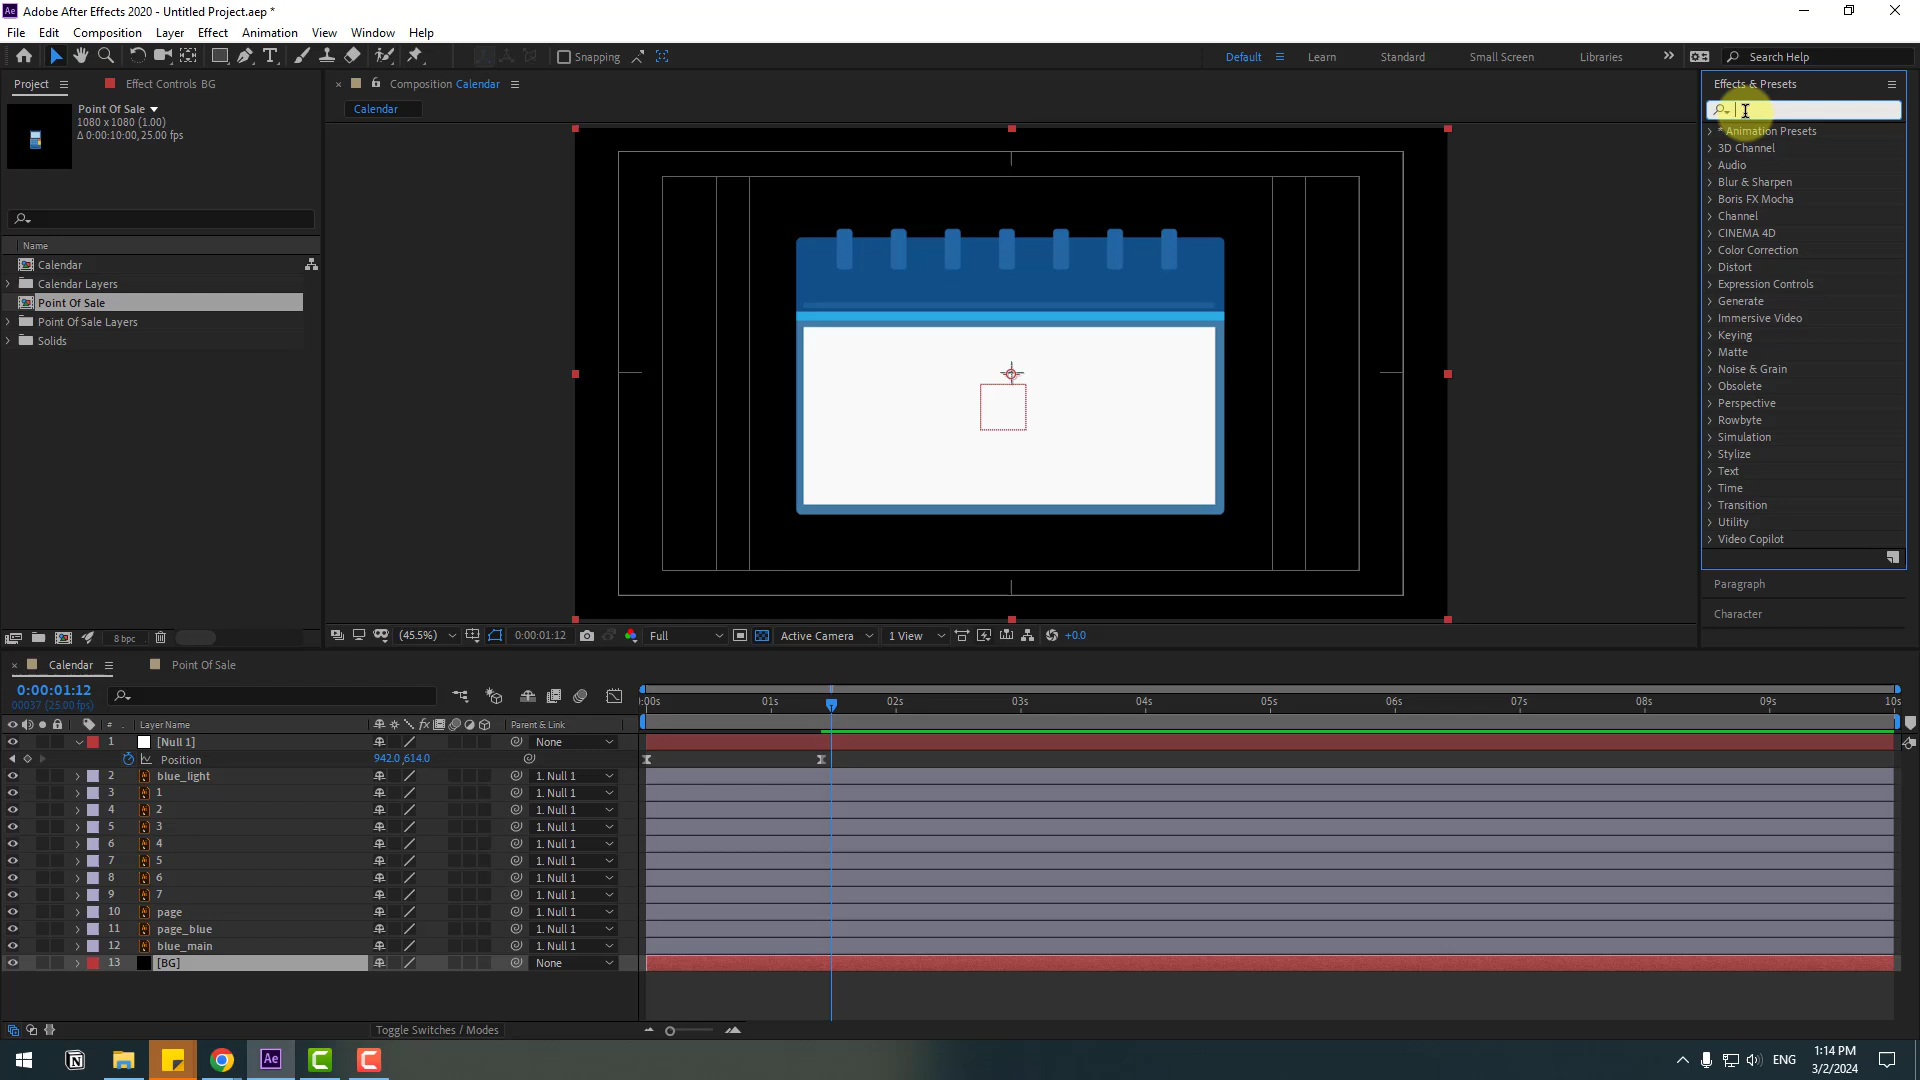 Ae Adobe After Effects 2020 - Untitled Project.aep *
File Edit Composition Layer Effect Animation View Window Help
Snapping Default Learn Standard Small Screen Libraries Search Help
Project Effect Controls BG
Point Of Sale
1080 x 1080 (1.00)
Δ 0:00:10:00, 25.00 fps
Name
Calendar
Calendar Layers
Point Of Sale
Point Of Sale Layers
Solids
8 bpc
Composition Calendar
Calendar
(45.5%) 0:00:01:12 Full Active Camera 1 View +0.0
Effects & Presets
* Animation Presets
3D Channel
Audio
Blur & Sharpen
Boris FX Mocha
Channel
CINEMA 4D
Color Correction
Distort
Expression Controls
Generate
Immersive Video
Keying
Matte
Noise & Grain
Obsolete
Perspective
Rowbyte
Simulation
Stylize
Text
Time
Transition
Utility
Video Copilot
Paragraph
Character
Calendar Point Of Sale
0:00:01:12
00037 (25.00 fps)
:00s 01s 02s 03s 04s 05s 06s 07s 08s 09s 10s
# Layer Name fx Parent & Link
1 [Null 1] None
Position 942.0,614.0
2 blue_light 1. Null 1
3 1 1. Null 1
4 2 1. Null 1
5 3 1. Null 1
6 4 1. Null 1
7 5 1. Null 1
8 6 1. Null 1
9 7 1. Null 1
10 page 1. Null 1
11 page_blue 1. Null 1
12 blue_main 1. Null 1
13 [BG] None
Toggle Switches / Modes
Ae C C ENG
1:14 PM
3/2/2024